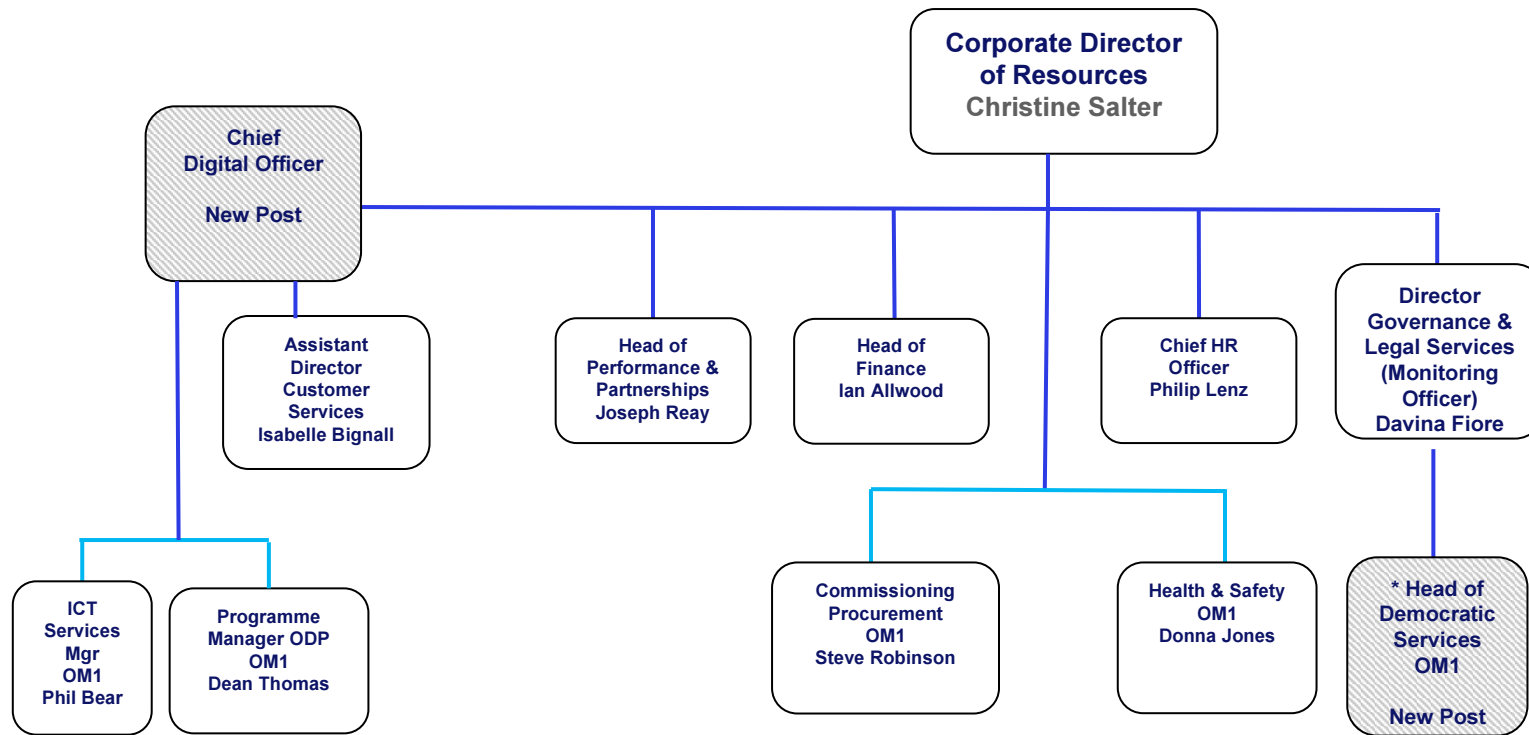 Corporate Director
of Resources
Christine Salter
Chief
Digital Officer
New Post
Assistant
Director
Customer
Services
Isabelle Bignall
Head of
Performance &
Partnerships
Joseph Reay
Head of
Finance
Ian Allwood
Chief HR
Officer
Philip Lenz
Director
Governance &
Legal Services
(Monitoring
Officer)
Davina Fiore
ICT
Services
Mgr
OM1
Phil Bear
Programme
Manager ODP
OM1
Dean Thomas
Commissioning
Procurement
OM1
Steve Robinson
Health & Safety
OM1
Donna Jones
* Head of
Democratic
Services
OM1
New Post